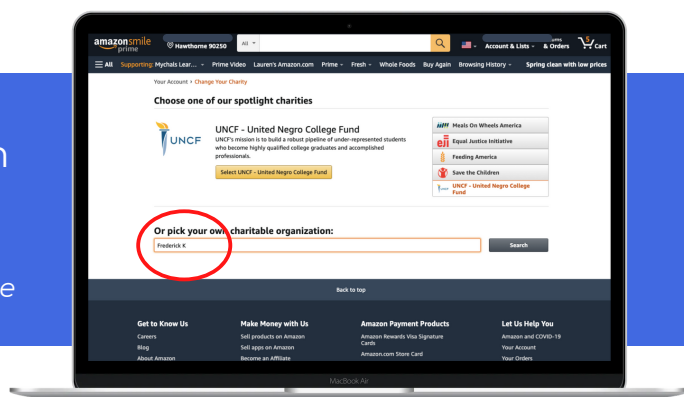 amazonsmile
prime
Hawthorne 90250
All
Account & Lists
& Orders
5
Cart
All
Supporting: Mychals Lear...
Prime Video
Lauren's Amazon.com
Prime
Fresh
Whole Foods
Buy Again
Browsing History
Spring clean with low prices
Your Account › Change Your Charity
Choose one of our spotlight charities
UNCF
UNCF - United Negro College Fund
UNCF's mission is to build a robust pipeline of under-represented students
who become highly qualified college graduates and accomplished
professionals.
Select UNCF - United Negro College Fund
Meals On Wheels America
eji Equal Justice Initiative
Feeding America
Save the Children
UNCF - United Negro College
Fund
Or pick your own charitable organization:
Frederick K
Search
Back to top
Get to Know Us
Careers
Blog
About Amazon
Make Money with Us
Sell products on Amazon
Sell apps on Amazon
Become an Affiliate
Amazon Payment Products
Amazon Rewards Visa Signature
Cards
Amazon.com Store Card
Let Us Help You
Amazon and COVID-19
Your Account
Your Orders
MacBook Air